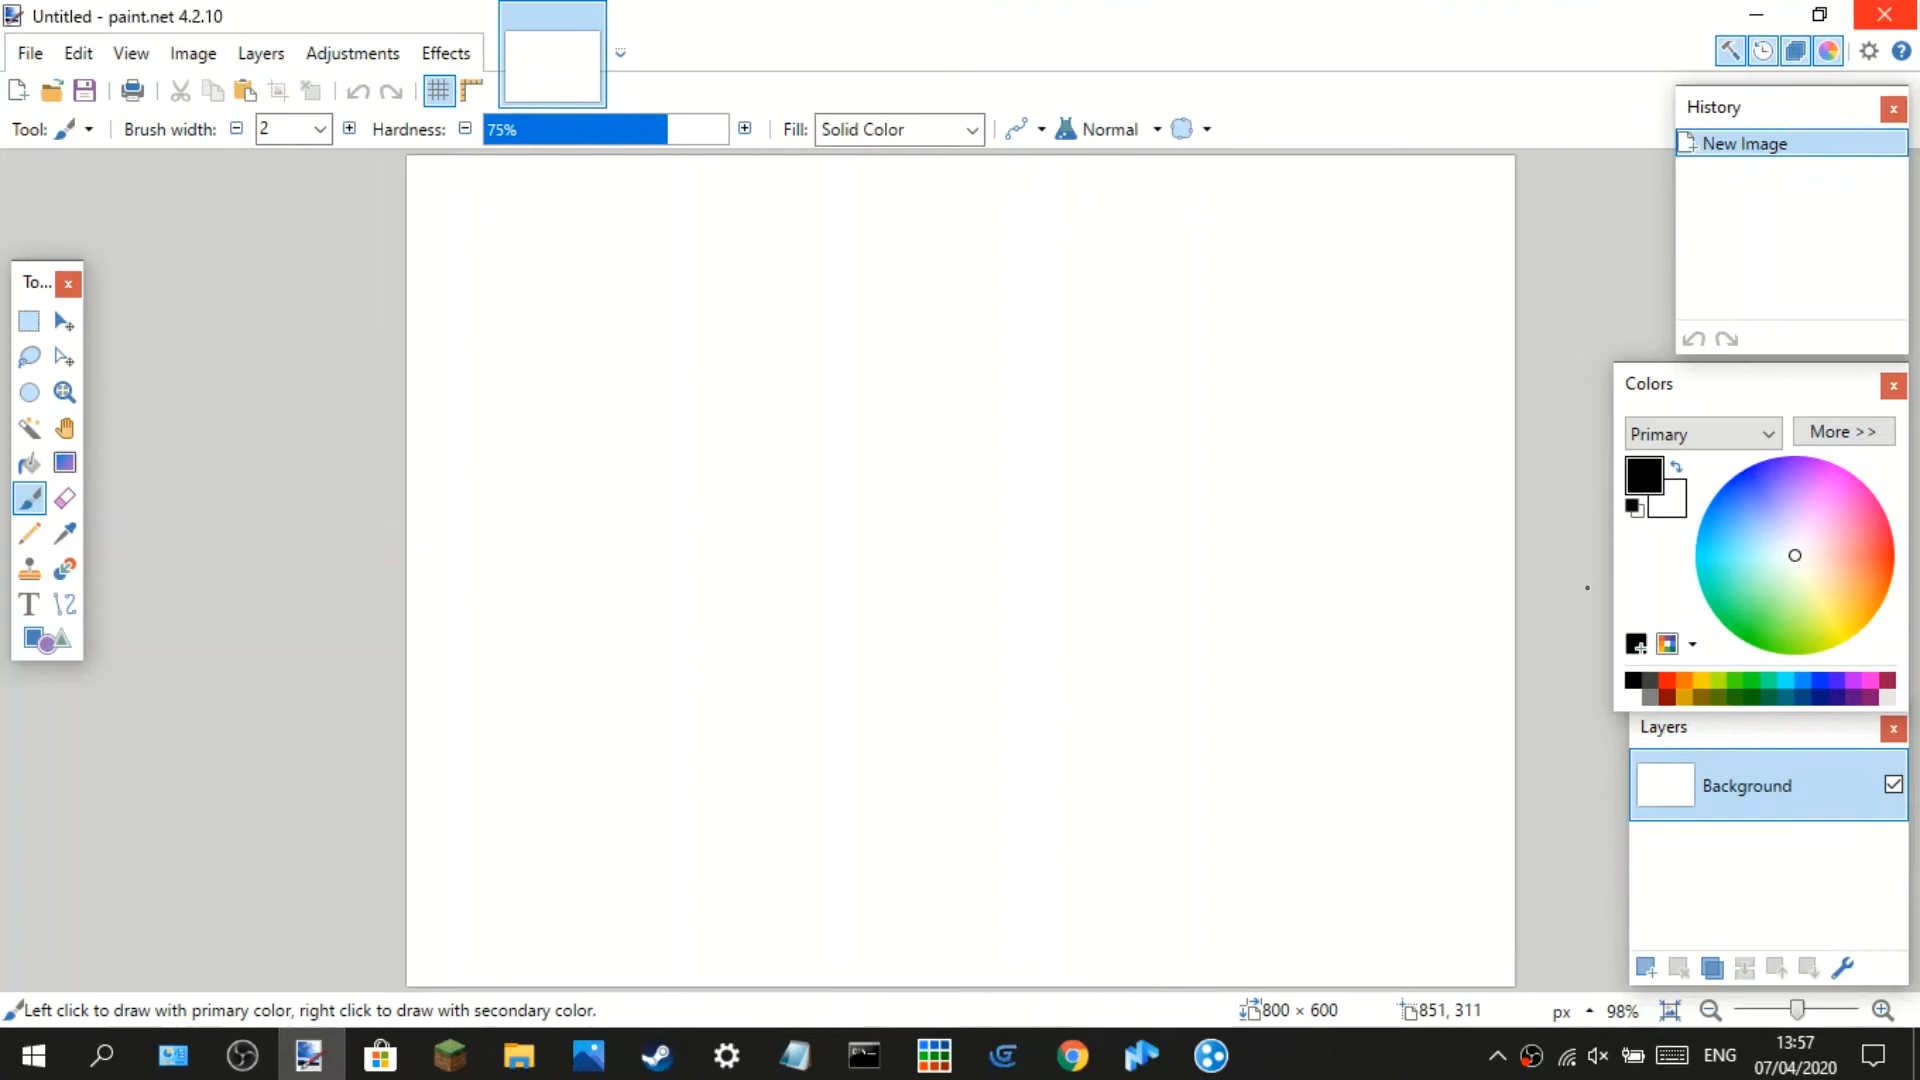 Untitled - paint.net 4.2.10
File Edit View Image Layers Adjustments Effects
Tool: Brush width: 2 Hardness: 75% Fill: Solid Color Normal
History
New Image
To...
Colors
Primary More >>
Layers
Background
Left click to draw with primary color, right click to draw with secondary color. 800 × 600 851, 311 px 98%
ENG 13:57
07/04/2020